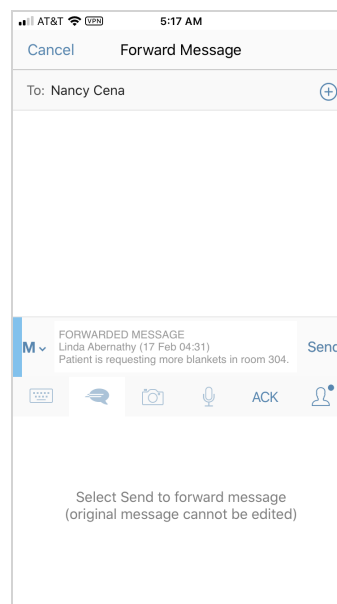 AT&T VPN 5:17 AM
Cancel Forward Message
To: Nancy Cena
M
FORWARDED MESSAGE
Linda Abernathy (17 Feb 04:31)
Patient is requesting more blankets in room 304.
Send
ACK
Select Send to forward message
(original message cannot be edited)